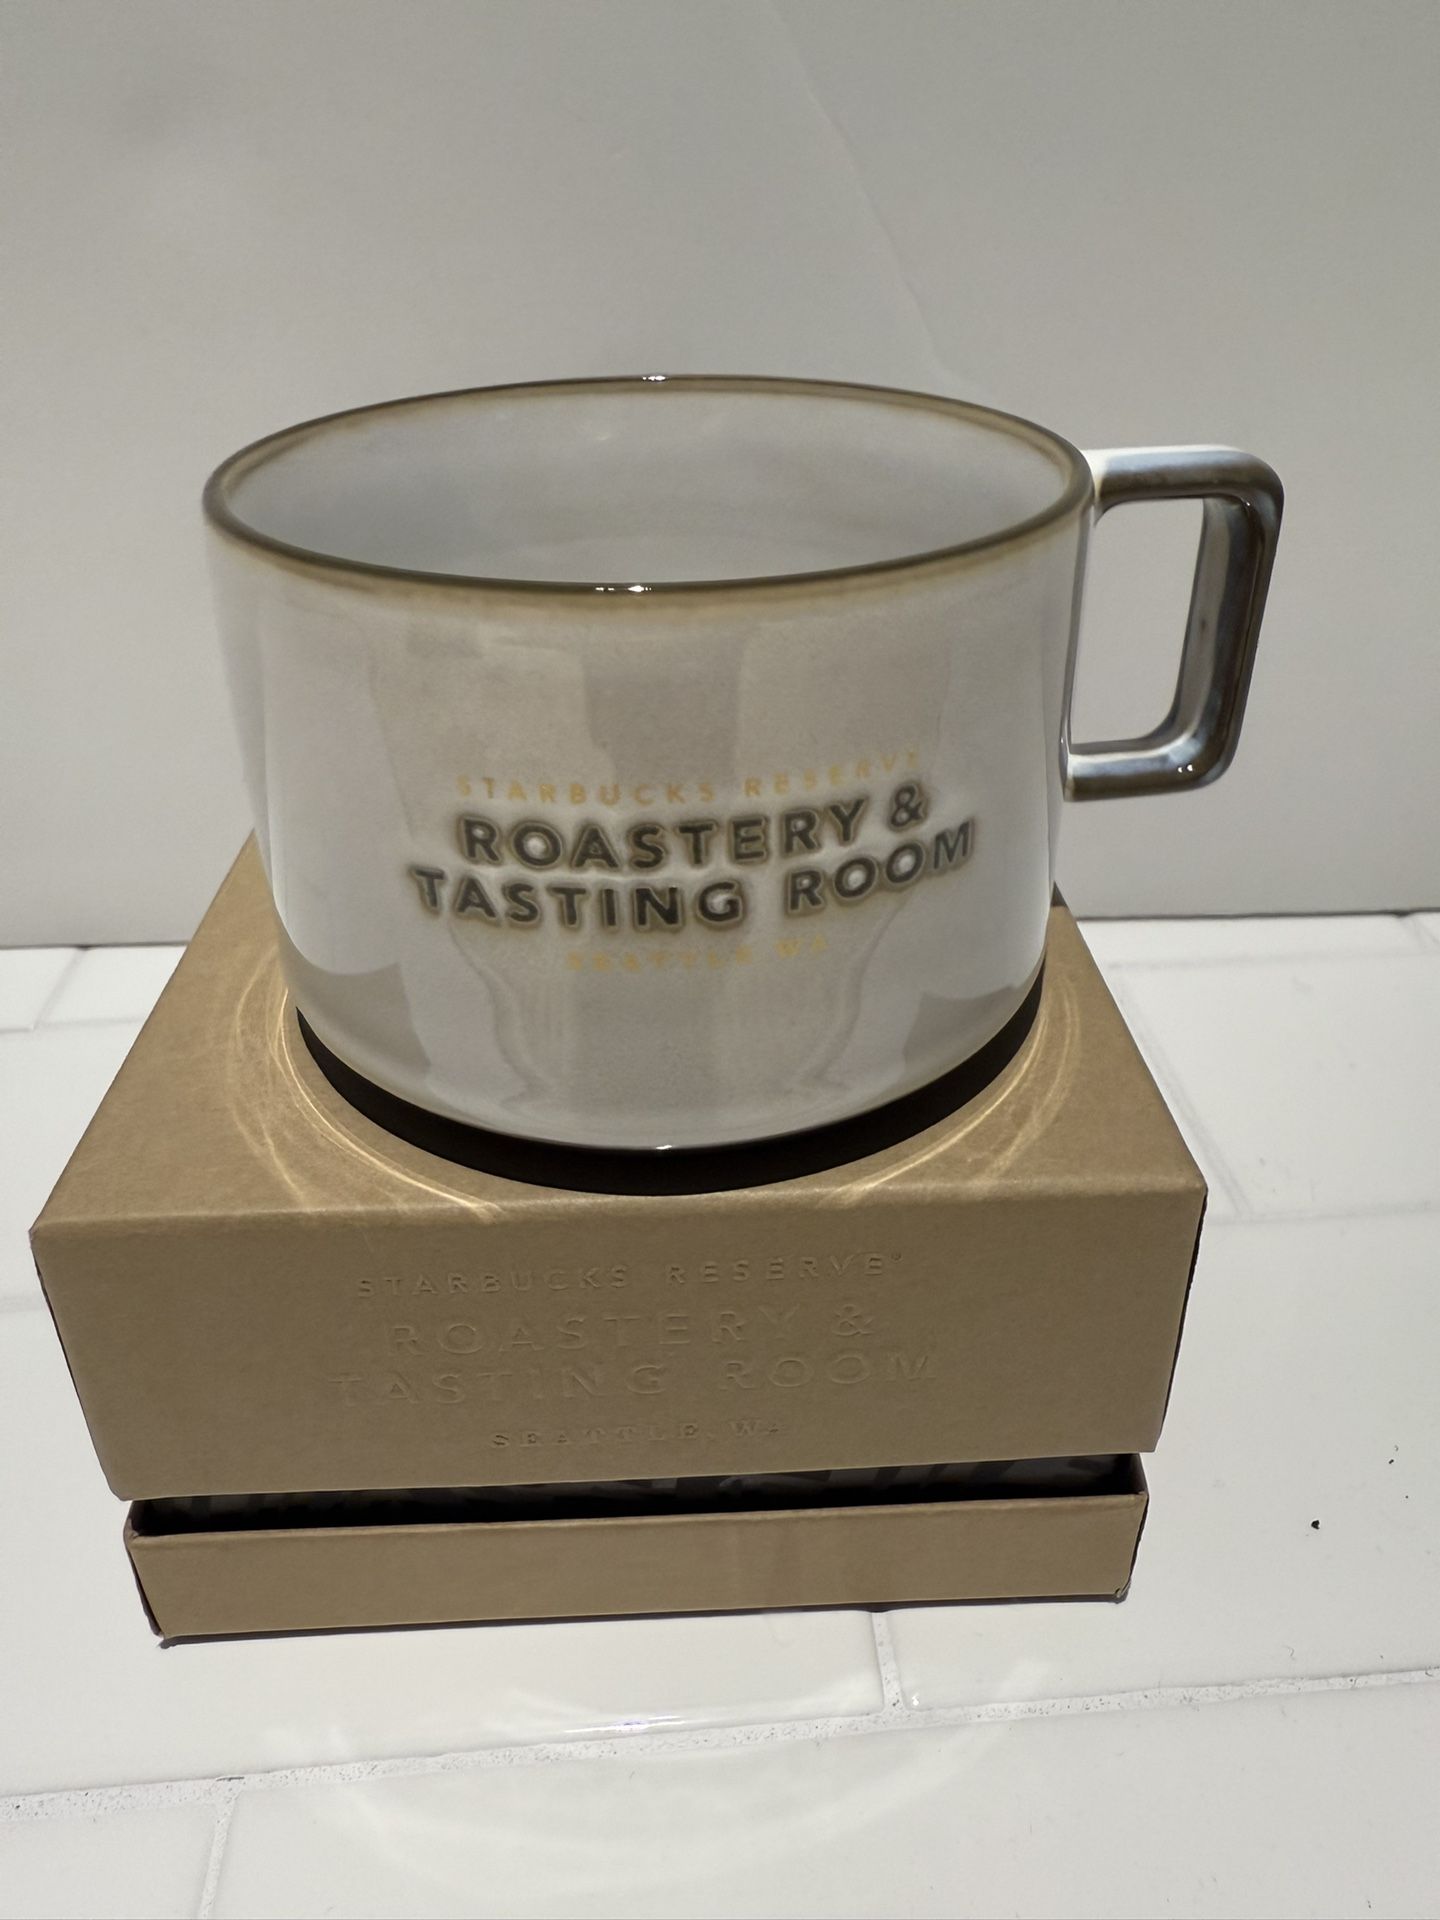 STARBUCKS RESERVE
ROASTERY &
TASTING ROOM
SEATTLE WA
STARBUCKS RESERVE®
ROASTERY &
TASTING ROOM
SEATTLE, WA